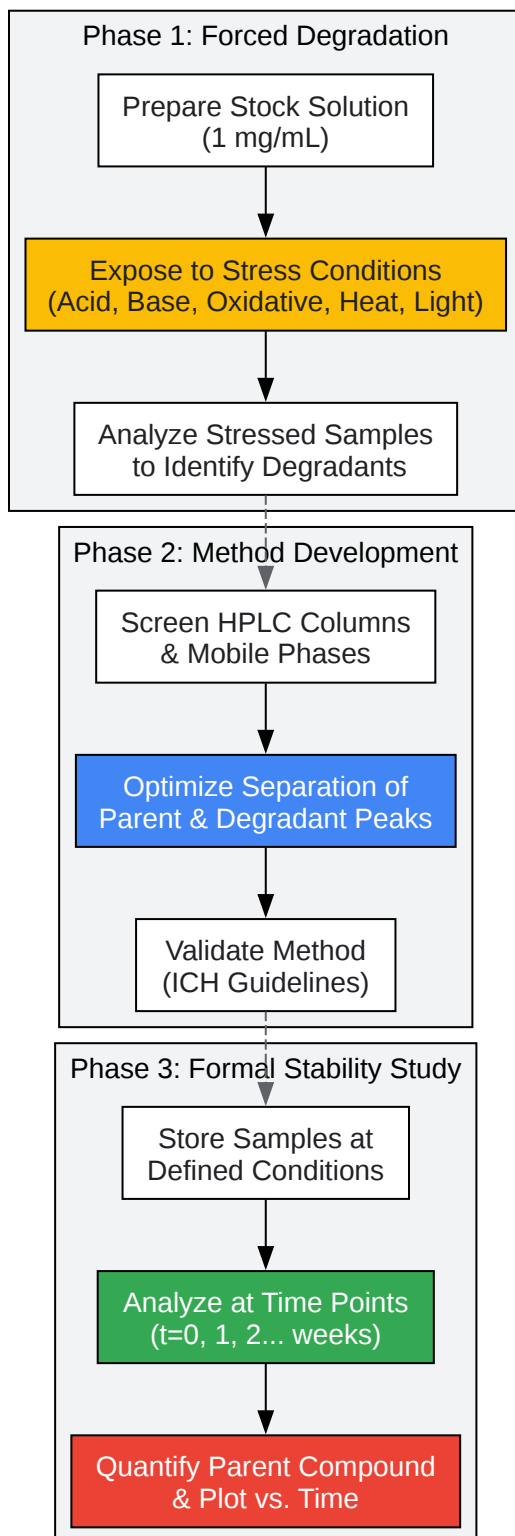 Phase 1: Forced Degradation
Prepare Stock Solution
(1 mg/mL)
Expose to Stress Conditions
(Acid, Base, Oxidative, Heat, Light)
Analyze Stressed Samples
to Identify Degradants
Phase 2: Method Development
Screen HPLC Columns
& Mobile Phases
Optimize Separation of
Parent & Degradant Peaks
Validate Method
(ICH Guidelines)
Phase 3: Formal Stability Study
Store Samples at
Defined Conditions
Analyze at Time Points
(t=0, 1, 2... weeks)
Quantify Parent Compound
& Plot vs. Time